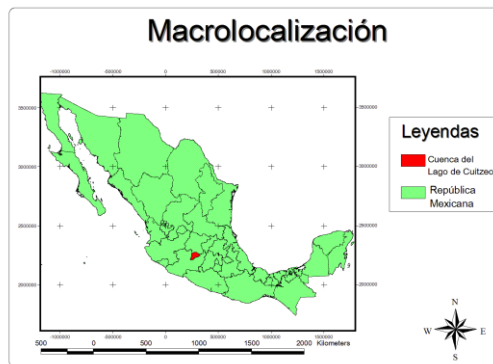 Macrolocalización
-1000000 -500000 0 500000 1000000 1500000
3500000 3500000
3000000 3000000
2500000 2500000
2000000 2000000
-1000000 -500000 0 500000 1000000 1500000
500 0 500 1000 1500 2000 Kilometers
Leyendas
Cuenca del
Lago de Cuitzeo
República
Mexicana
N
W E
S